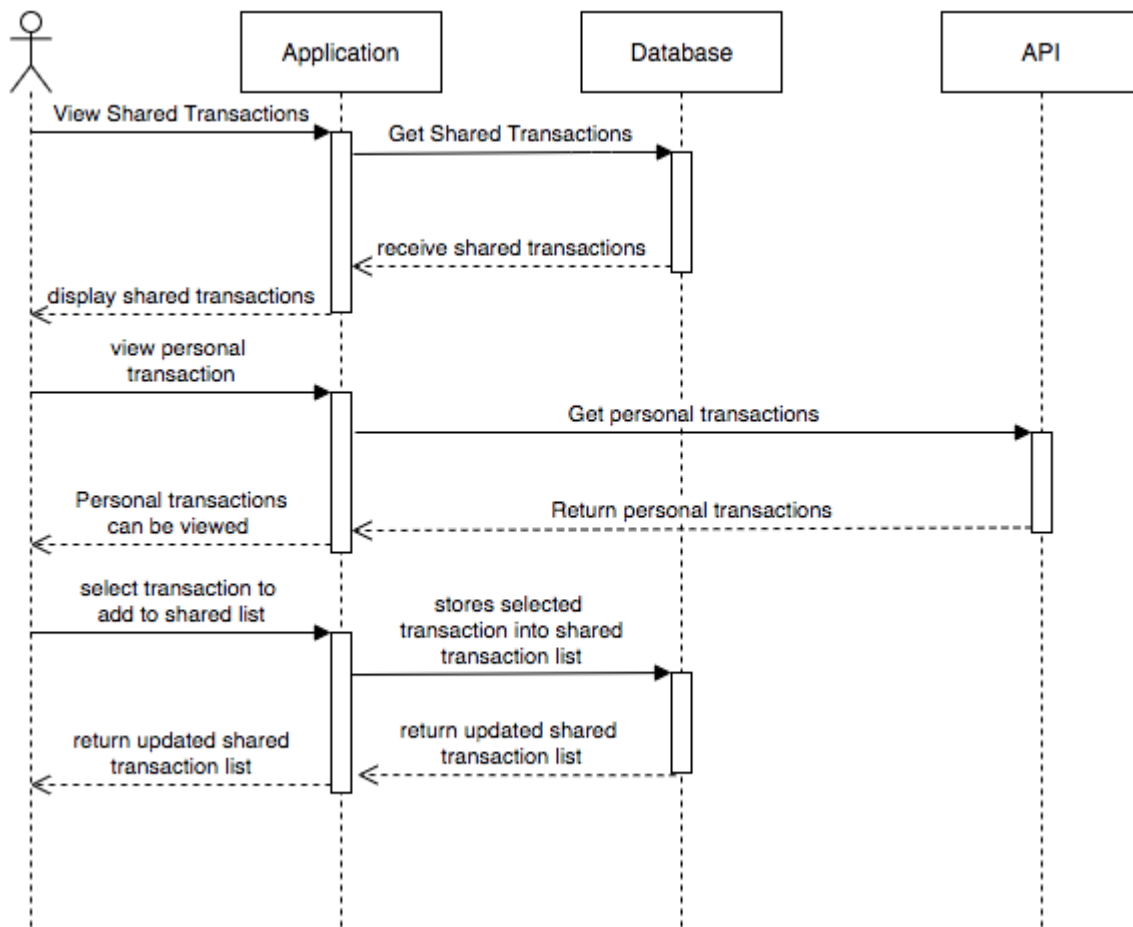 Application
Database
API
View Shared Transactions
Get Shared Transactions
receive shared transactions
display shared transactions
view personal
transaction
Get personal transactions
Personal transactions
can be viewed
Return personal transactions
select transaction to
add to shared list
stores selected
transaction into shared
transaction list
return updated shared
transaction list
return updated shared
transaction list